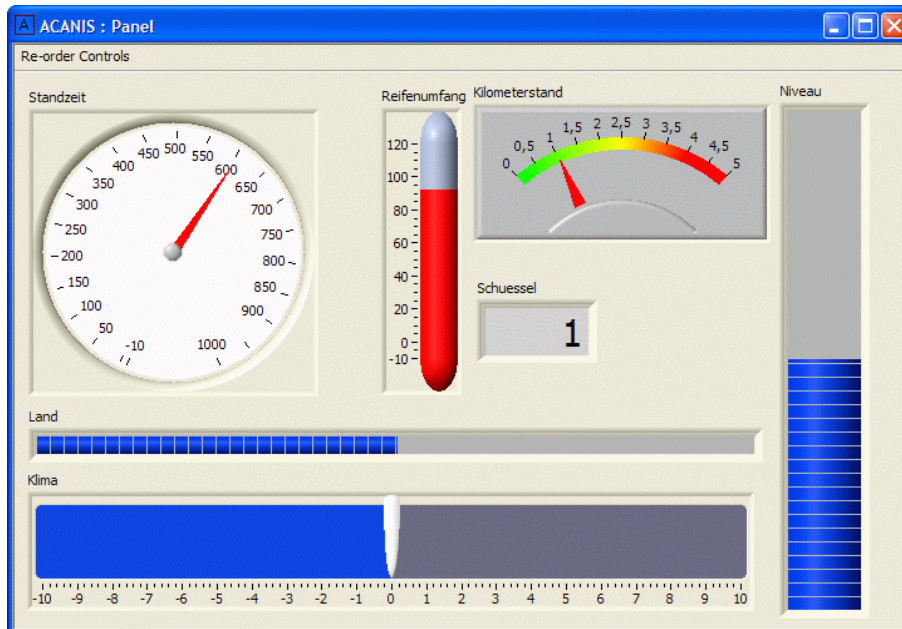 A ACANIS : Panel
Re-order Controls
Standzeit
-10 50 100 150 200 250 300 350 400 450 500 550 600 650 700 750 800 850 900 1000
Reifenumfang
120
100
80
60
40
20
0
-10
Kilometerstand
0 0,5 1 1,5 2 2,5 3 3,5 4 4,5 5
Niveau
Schuessel
1
Land
Klima
-10 -9 -8 -7 -6 -5 -4 -3 -2 -1 0 1 2 3 4 5 6 7 8 9 10